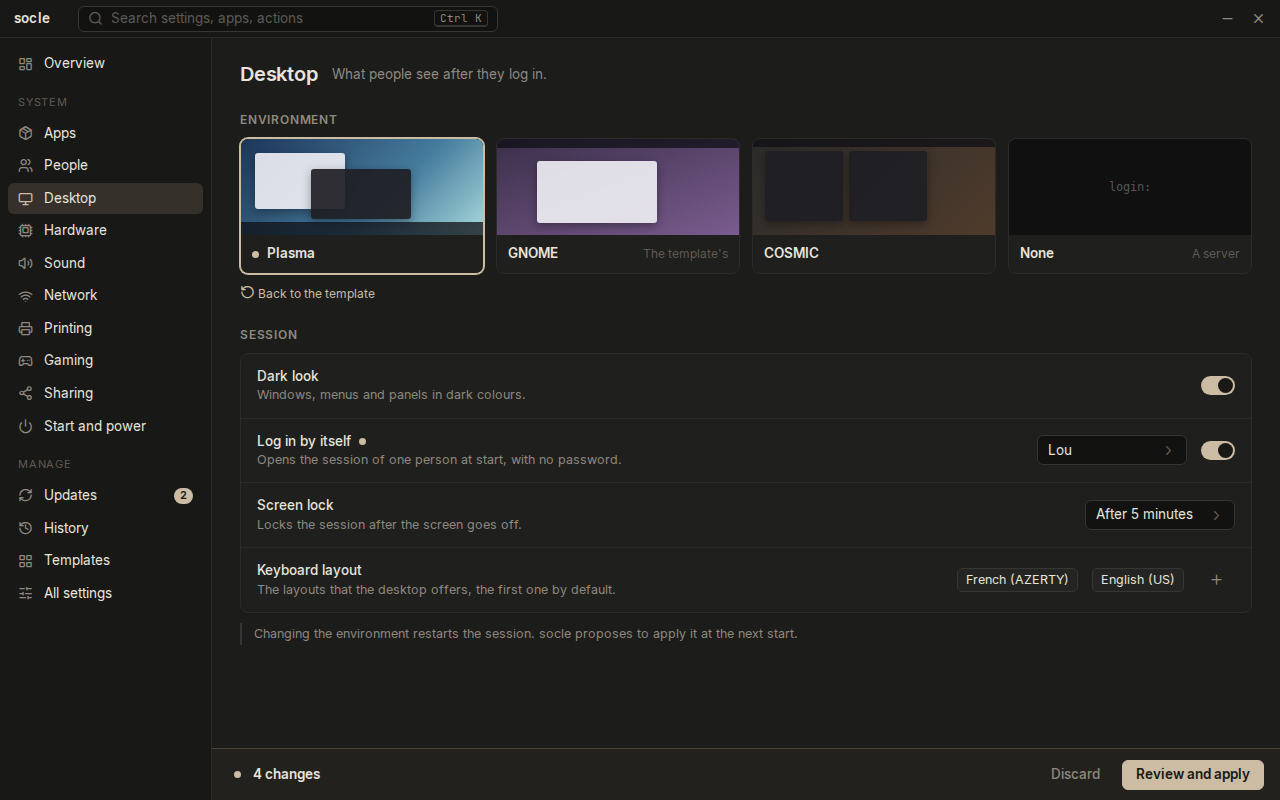 socle
Search settings, apps, actions
Ctrl K
Overview
SYSTEM
Apps
People
Desktop
Hardware
Sound
Network
Printing
Gaming
Sharing
Start and power
MANAGE
Updates 2
History
Templates
All settings
Desktop What people see after they log in.
ENVIRONMENT
login:
Plasma
GNOME The template's
COSMIC
None A server
Back to the template
SESSION
Dark look
Windows, menus and panels in dark colours.
Log in by itself
Opens the session of one person at start, with no password.
Lou
Screen lock
Locks the session after the screen goes off.
After 5 minutes
Keyboard layout
The layouts that the desktop offers, the first one by default.
French (AZERTY) English (US)
Changing the environment restarts the session. socle proposes to apply it at the next start.
4 changes
Discard
Review and apply